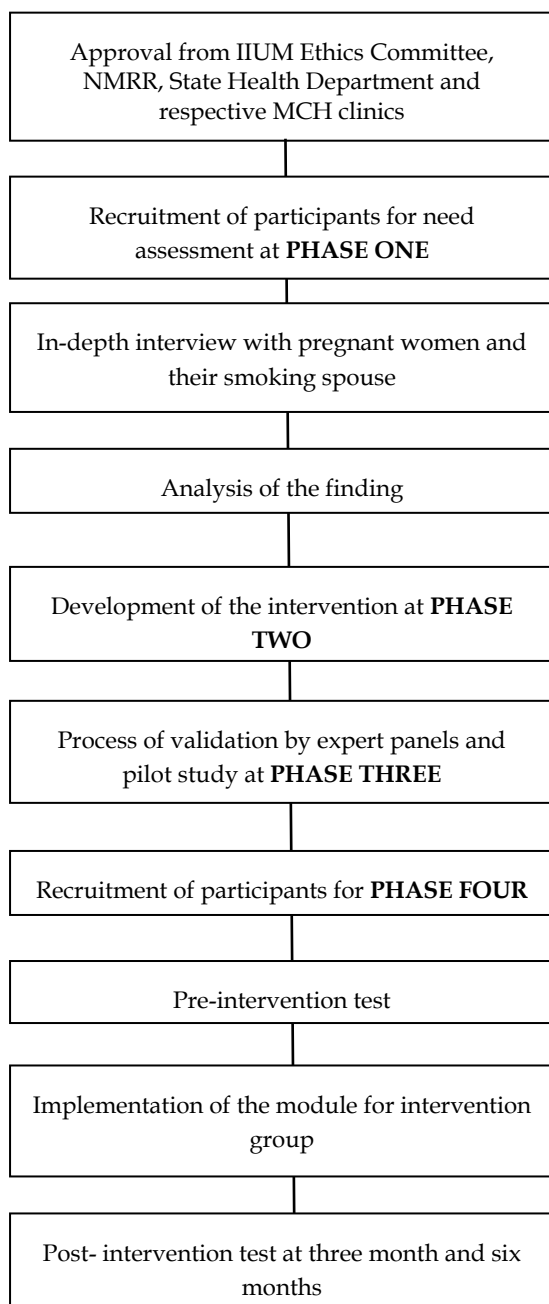 Approval from IIUM Ethics Committee,
NMRR, State Health Department and
respective MCH clinics
Recruitment of participants for need
assessment at PHASE ONE
In-depth interview with pregnant women and
their smoking spouse
Analysis of the finding
Development of the intervention at PHASE
TWO
Process of validation by expert panels and
pilot study at PHASE THREE
Recruitment of participants for PHASE FOUR
Pre-intervention test
Implementation of the module for intervention
group
Post- intervention test at three month and six
months